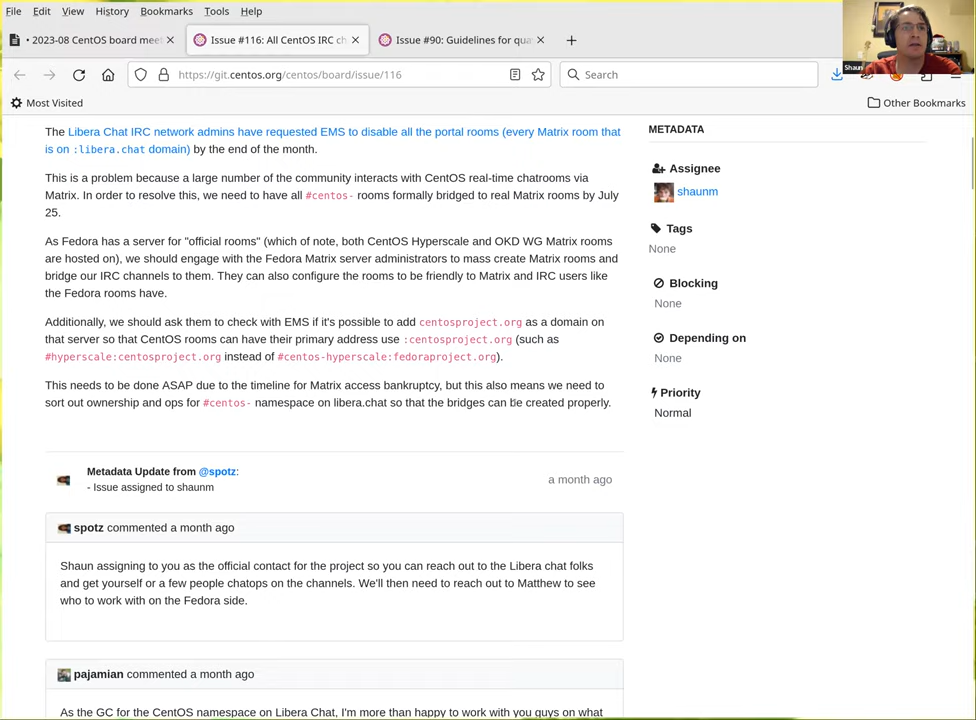 File Edit View History Bookmarks Tools Help
• 2023-08 CentOS board meet
Issue #116: All CentOS IRC ch
Issue #90: Guidelines for qua
https://git.centos.org/centos/board/issue/116
Search
Shaun
Most Visited
Other Bookmarks
The Libera Chat IRC network admins have requested EMS to disable all the portal rooms (every Matrix room that
is on :libera.chat domain) by the end of the month.
This is a problem because a large number of the community interacts with CentOS real-time chatrooms via
Matrix. In order to resolve this, we need to have all #centos- rooms formally bridged to real Matrix rooms by July
25.
As Fedora has a server for "official rooms" (which of note, both CentOS Hyperscale and OKD WG Matrix rooms
are hosted on), we should engage with the Fedora Matrix server administrators to mass create Matrix rooms and
bridge our IRC channels to them. They can also configure the rooms to be friendly to Matrix and IRC users like
the Fedora rooms have.
Additionally, we should ask them to check with EMS if it's possible to add centosproject.org as a domain on
that server so that CentOS rooms can have their primary address use :centosproject.org (such as
#hyperscale:centosproject.org instead of #centos-hyperscale:fedoraproject.org).
This needs to be done ASAP due to the timeline for Matrix access bankruptcy, but this also means we need to
sort out ownership and ops for #centos- namespace on libera.chat so that the bridges can be created properly.
Metadata Update from @spotz:
- Issue assigned to shaunm
a month ago
spotz commented a month ago
Shaun assigning to you as the official contact for the project so you can reach out to the Libera chat folks
and get yourself or a few people chatops on the channels. We'll then need to reach out to Matthew to see
who to work with on the Fedora side.
pajamian commented a month ago
As the GC for the CentOS namespace on Libera Chat, I'm more than happy to work with you guys on what
METADATA
Assignee
shaunm
Tags
None
Blocking
None
Depending on
None
Priority
Normal